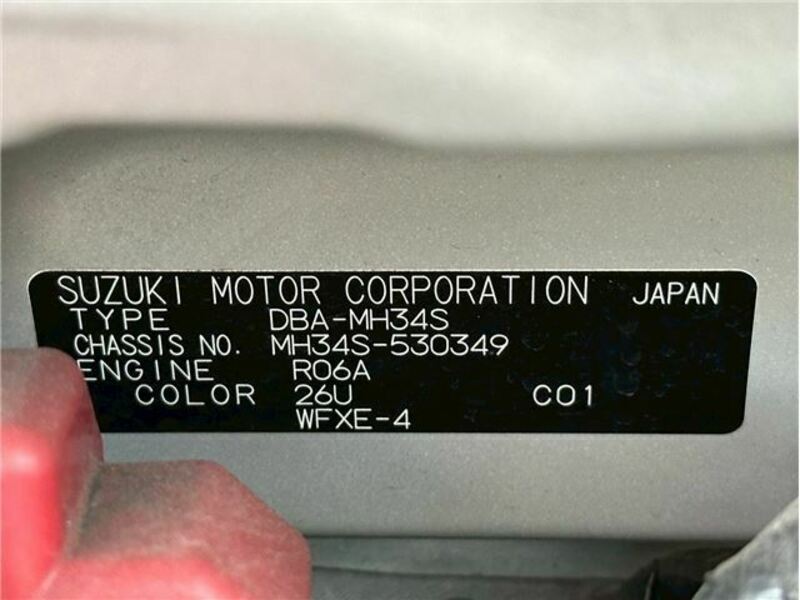 SUZUKI MOTOR CORPORATION JAPAN
TYPE DBA-MH34S
CHASSIS NO. MH34S-530349
ENGINE R06A
COLOR 26U C01
WFXE-4